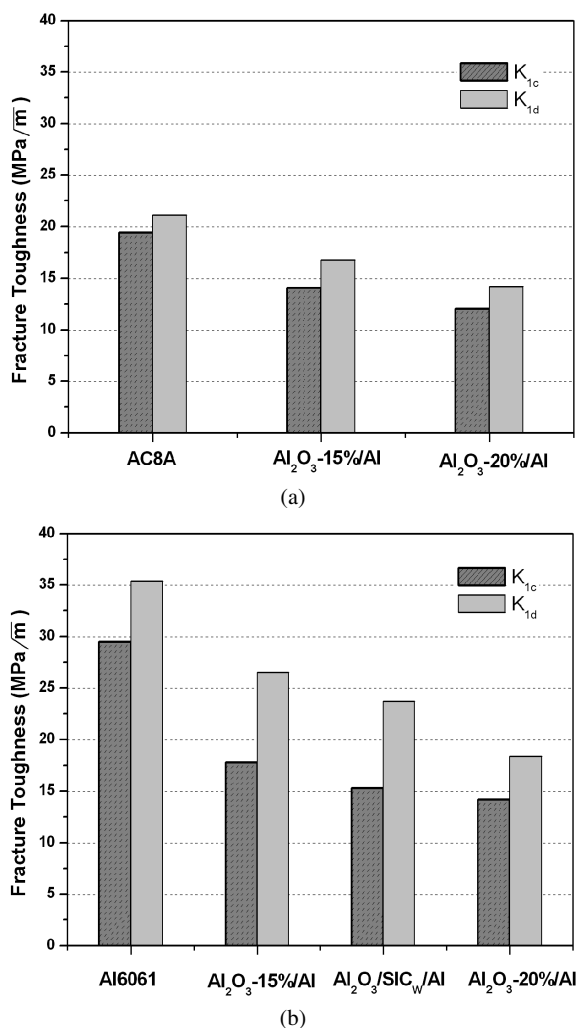 40
35
30
25
20
15
10
5
0
Fracture Toughness (MPa√m)
K₁c
K₁d
AC8A
Al₂O₃-15%/Al
Al₂O₃-20%/Al
(a)
40
35
30
25
20
15
10
5
0
Fracture Toughness (MPa√m)
K₁c
K₁d
Al6061
Al₂O₃-15%/Al
Al₂O₃/SIC_W/Al
Al₂O₃-20%/Al
(b)